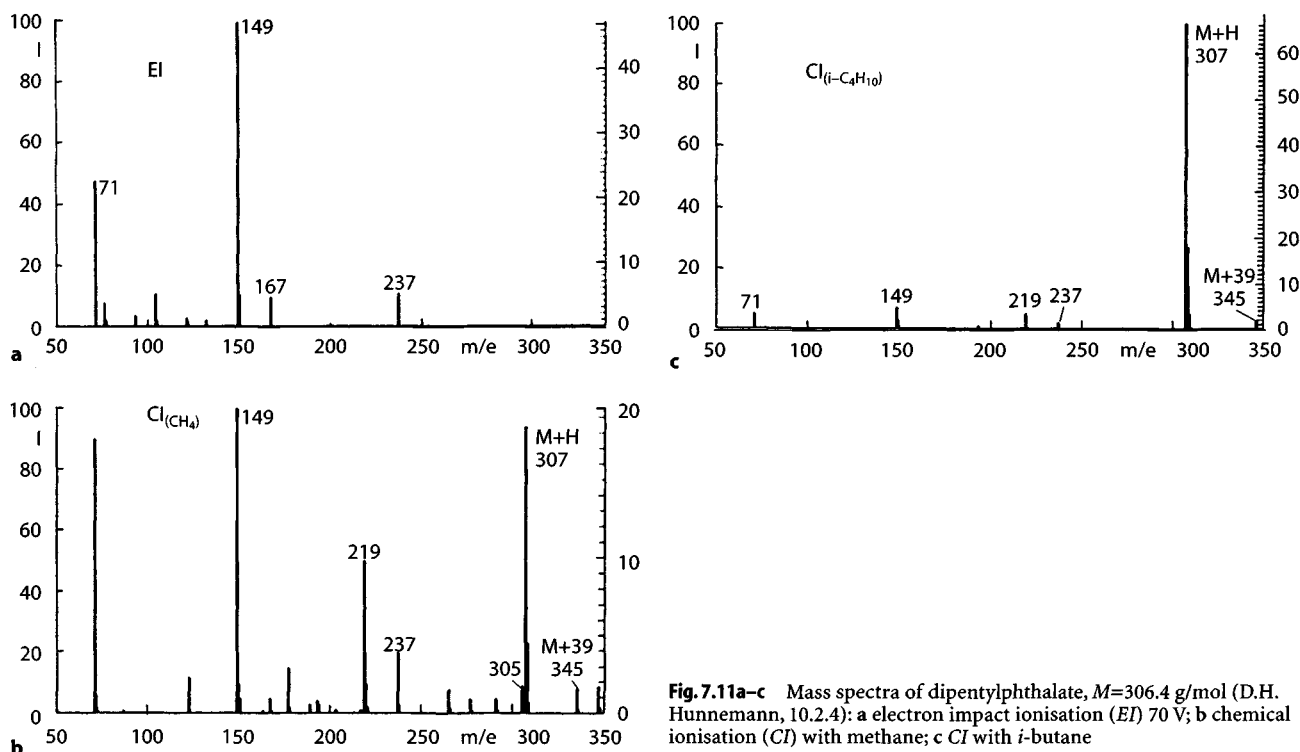 100
I
80
60
40
20
0
EI
149
71
167
237
40
30
20
10
0
50 100 150 200 250 m/e 300 350
a
100
I
80
60
40
20
0
CI(i-C4H10)
M+H
307
71
149
219
237
M+39
345
60
50
40
30
20
10
0
50 100 150 200 250 m/e 300 350
c
100
I
80
60
40
20
0
CI(CH4)
149
M+H
307
219
237
305
M+39
345
20
10
0
50 100 150 200 250 m/e 300 350
b
Fig. 7.11a–c Mass spectra of dipentylphthalate, M=306.4 g/mol (D.H.
Hunnemann, 10.2.4): a electron impact ionisation (EI) 70 V; b chemical
ionisation (CI) with methane; c CI with i-butane